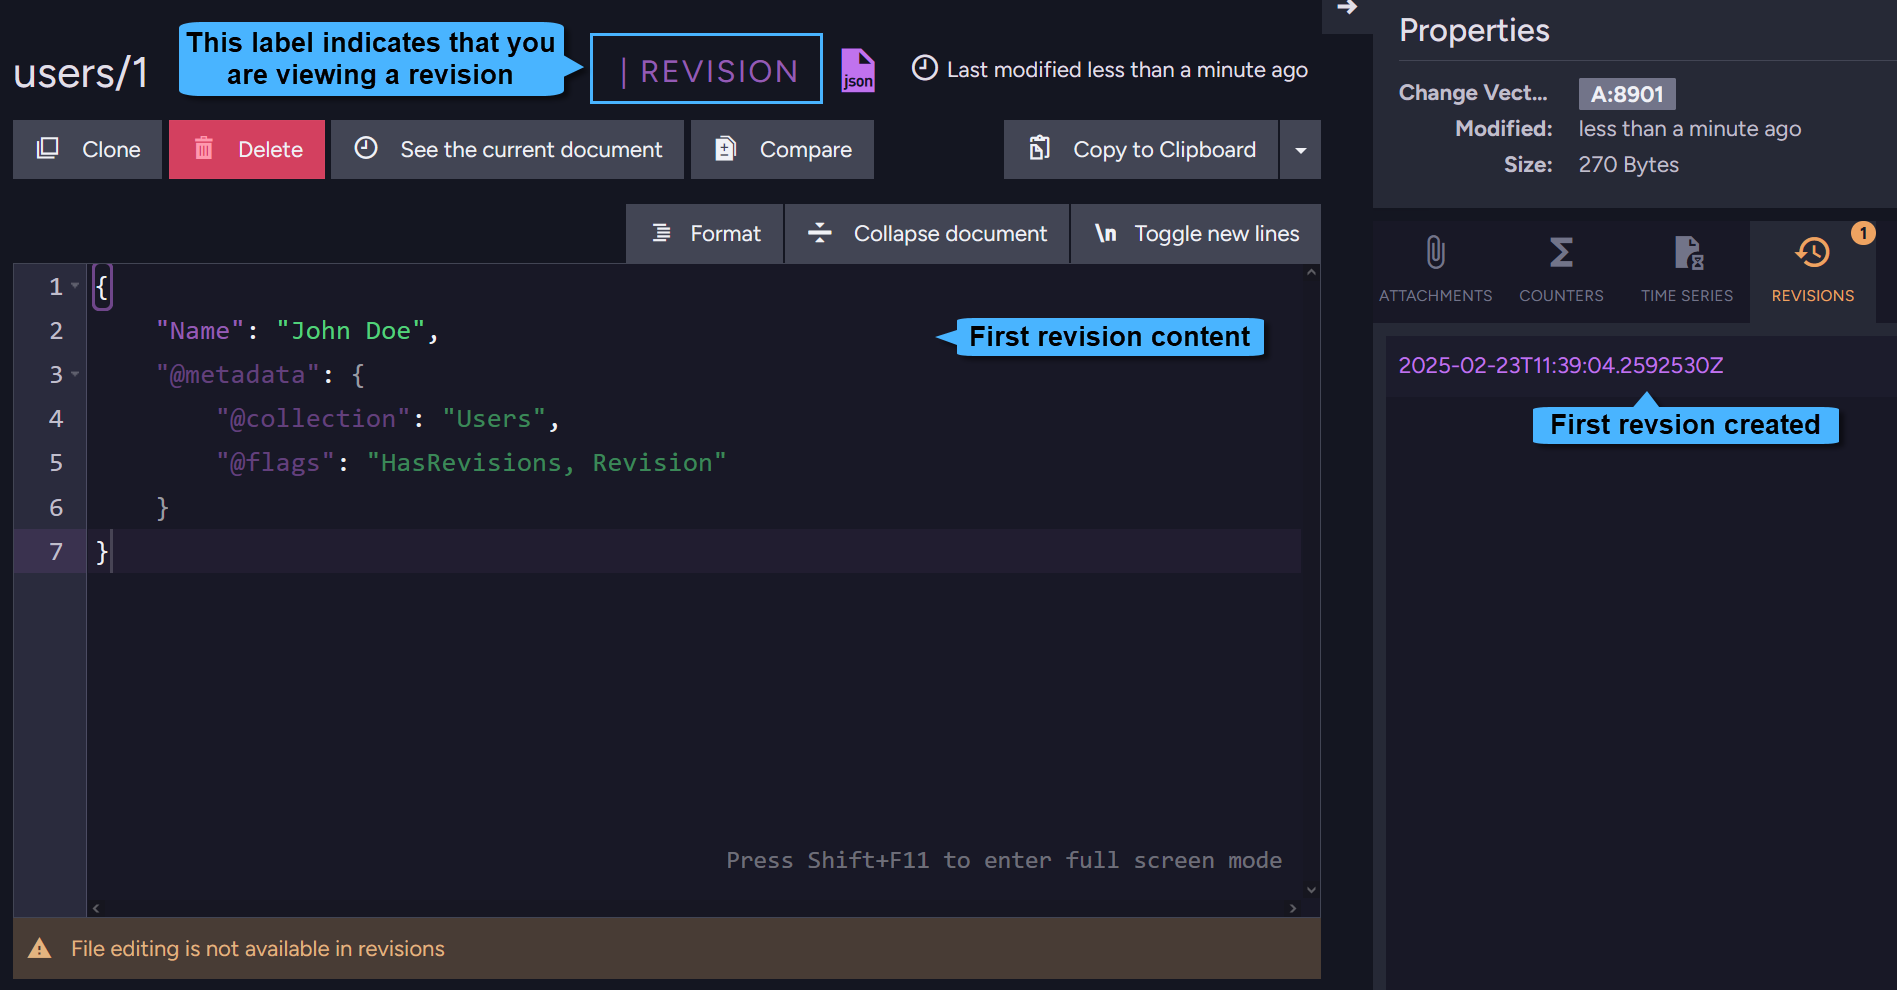 users/1
This label indicates that you
are viewing a revision
| REVISION
json
Last modified less than a minute ago
Clone
Delete
See the current document
Compare
Copy to Clipboard
Format
Collapse document
\n Toggle new lines
1 {
2 "Name": "John Doe",
3 "@metadata": {
4 "@collection": "Users",
5 "@flags": "HasRevisions, Revision"
6 }
7 }
First revision content
Press Shift+F11 to enter full screen mode
File editing is not available in revisions
Properties
Change Vect... A:8901
Modified: less than a minute ago
Size: 270 Bytes
ATTACHMENTS
COUNTERS
TIME SERIES
1
REVISIONS
2025-02-23T11:39:04.2592530Z
First revsion created